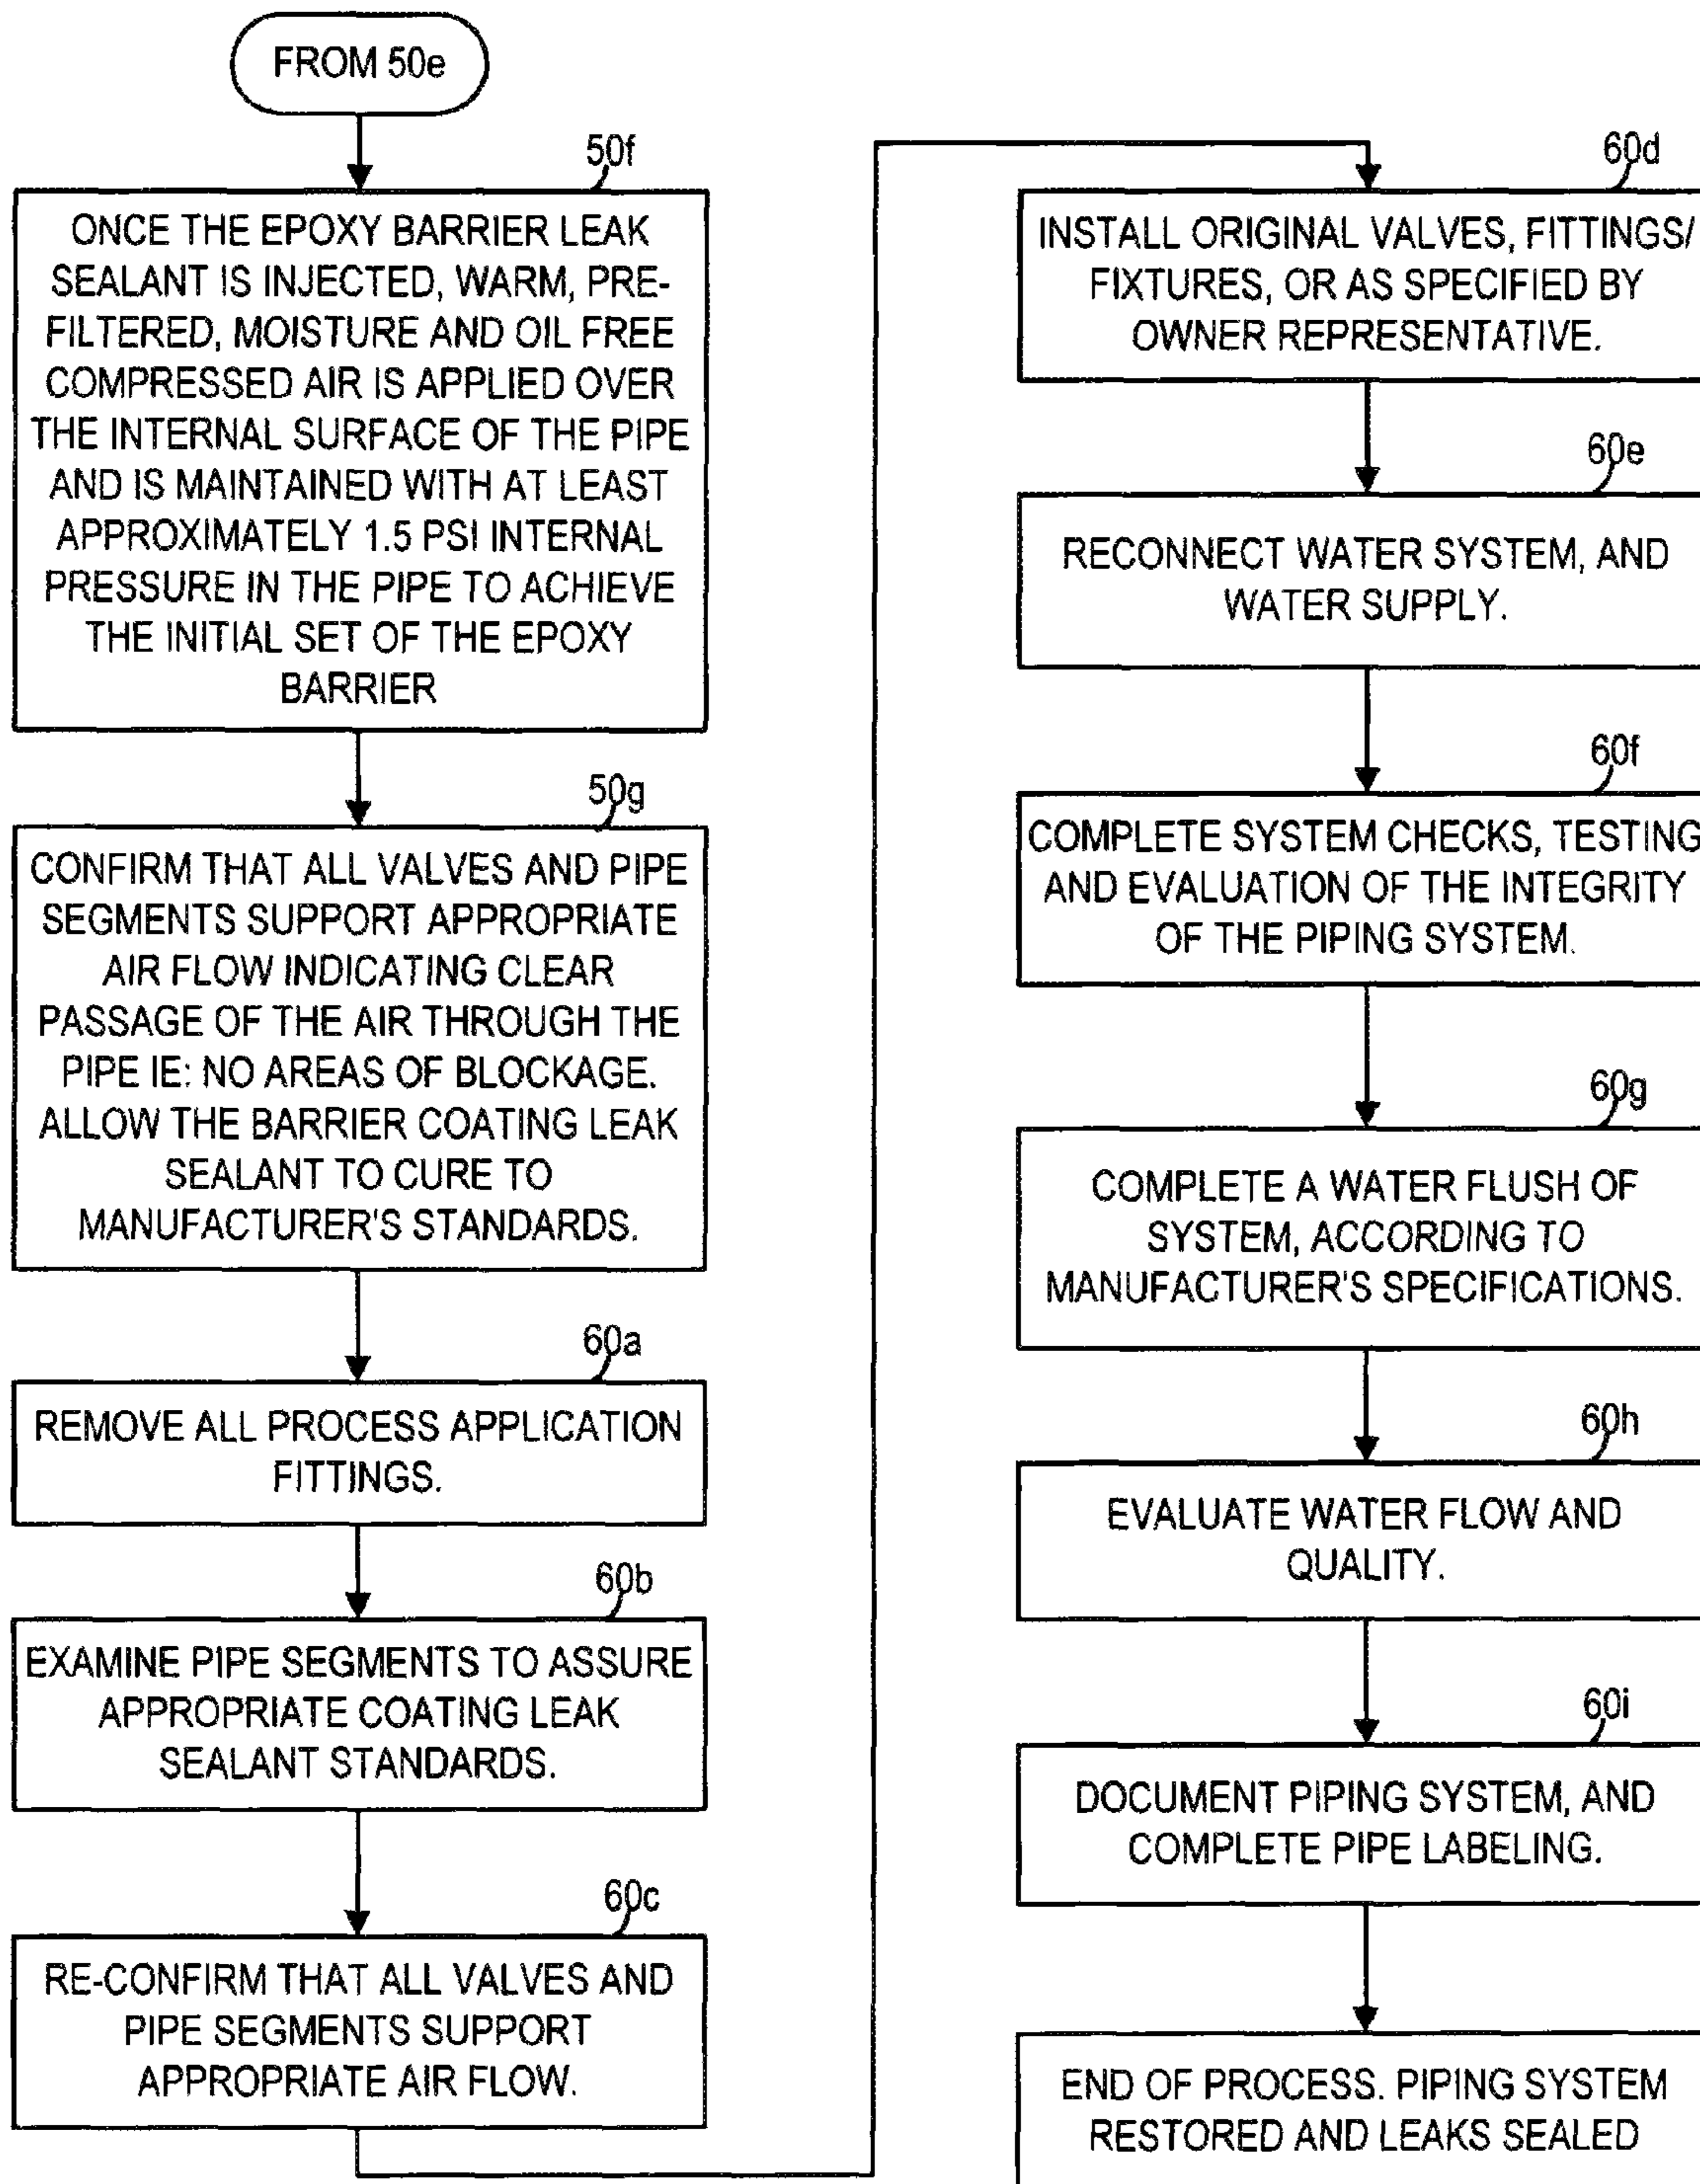 FROM 50e
50f
ONCE THE EPOXY BARRIER LEAK
SEALANT IS INJECTED, WARM, PRE-
FILTERED, MOISTURE AND OIL FREE
COMPRESSED AIR IS APPLIED OVER
THE INTERNAL SURFACE OF THE PIPE
AND IS MAINTAINED WITH AT LEAST
APPROXIMATELY 1.5 PSI INTERNAL
PRESSURE IN THE PIPE TO ACHIEVE
THE INITIAL SET OF THE EPOXY
BARRIER
50g
CONFIRM THAT ALL VALVES AND PIPE
SEGMENTS SUPPORT APPROPRIATE
AIR FLOW INDICATING CLEAR
PASSAGE OF THE AIR THROUGH THE
PIPE IE: NO AREAS OF BLOCKAGE.
ALLOW THE BARRIER COATING LEAK
SEALANT TO CURE TO
MANUFACTURER'S STANDARDS.
60a
REMOVE ALL PROCESS APPLICATION
FITTINGS.
60b
EXAMINE PIPE SEGMENTS TO ASSURE
APPROPRIATE COATING LEAK
SEALANT STANDARDS.
60c
RE-CONFIRM THAT ALL VALVES AND
PIPE SEGMENTS SUPPORT
APPROPRIATE AIR FLOW.
60d
INSTALL ORIGINAL VALVES, FITTINGS/
FIXTURES, OR AS SPECIFIED BY
OWNER REPRESENTATIVE.
60e
RECONNECT WATER SYSTEM, AND
WATER SUPPLY.
60f
COMPLETE SYSTEM CHECKS, TESTING
AND EVALUATION OF THE INTEGRITY
OF THE PIPING SYSTEM.
60g
COMPLETE A WATER FLUSH OF
SYSTEM, ACCORDING TO
MANUFACTURER'S SPECIFICATIONS.
60h
EVALUATE WATER FLOW AND
QUALITY.
60i
DOCUMENT PIPING SYSTEM, AND
COMPLETE PIPE LABELING.
END OF PROCESS. PIPING SYSTEM
RESTORED AND LEAKS SEALED